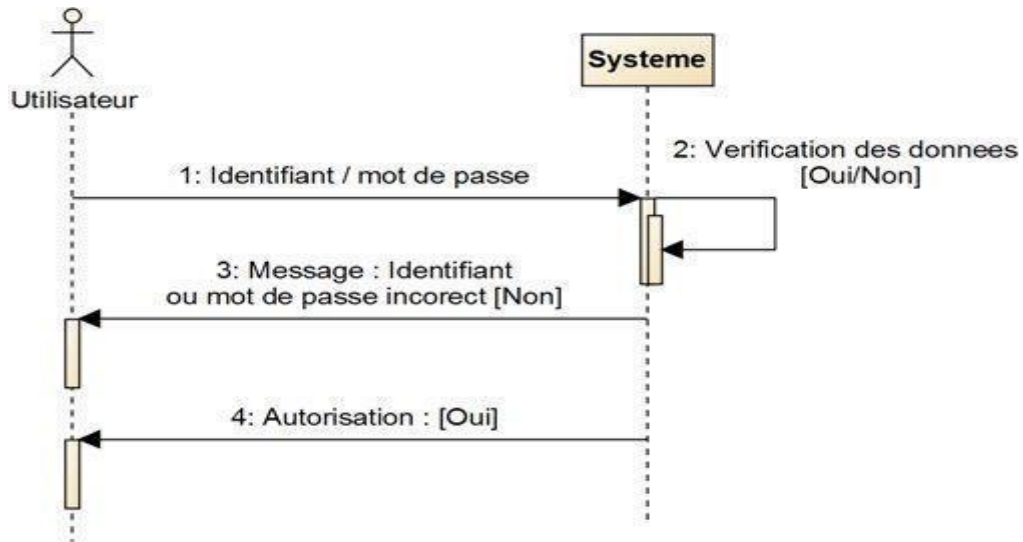 Utilisateur
Systeme
1: Identifiant / mot de passe
2: Verification des donnees
[Oui/Non]
3: Message : Identifiant
ou mot de passe incorect [Non]
4: Autorisation : [Oui]